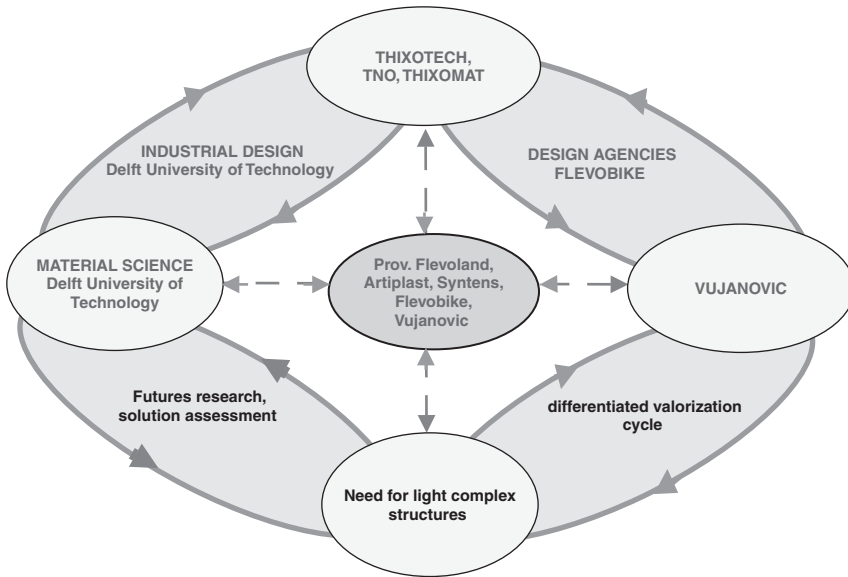 THIXOTECH,
TNO, THIXOMAT
INDUSTRIAL DESIGN
Delft University of Technology
DESIGN AGENCIES
FLEVOBIKE
MATERIAL SCIENCE
Delft University of
Technology
Prov. Flevoland,
Artiplast, Syntens,
Flevobike,
Vujanovic
VUJANOVIC
Futures research,
solution assessment
differentiated valorization
cycle
Need for light complex
structures